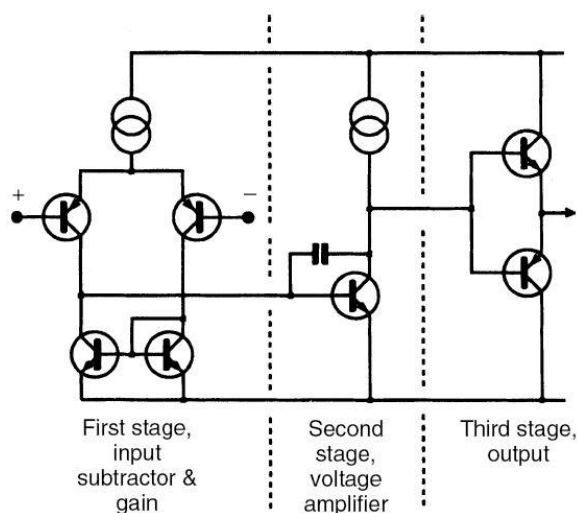 +
−
First stage,
input
subtractor &
gain
Second
stage,
voltage
amplifier
Third stage,
output